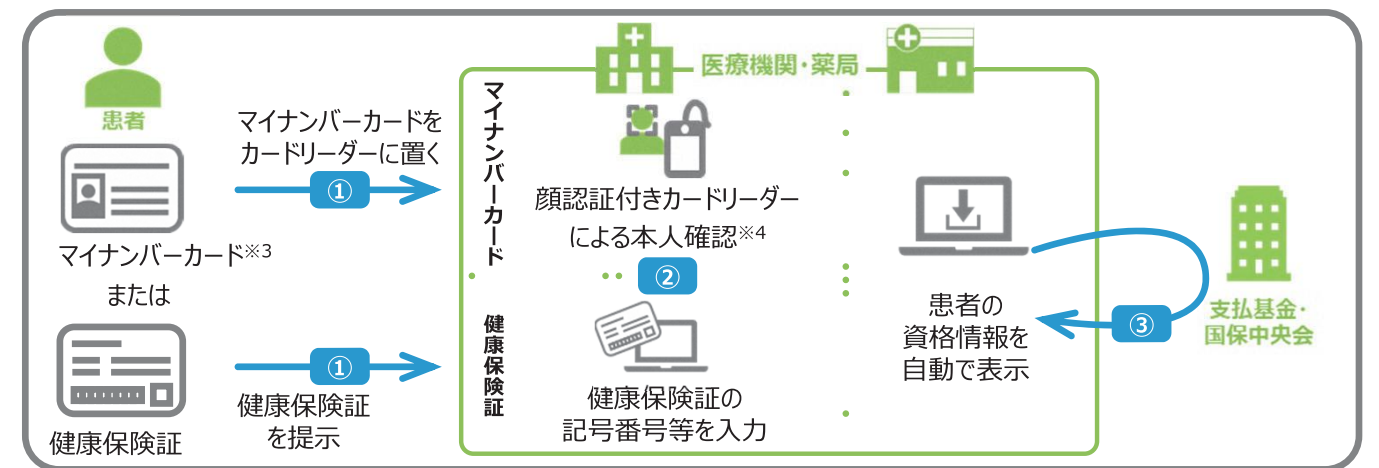 患者
マイナンバーカードを
カードリーダーに置く
①
マイナンバーカード※3
または
健康保険証
①
健康保険証
を提示
医療機関・薬局
マイナンバーカード
顔認証付きカードリーダー
による本人確認※4
②
健康保険証
健康保険証の
記号番号等を入力
患者の
資格情報を
自動で表示
③
支払基金・
国保中央会